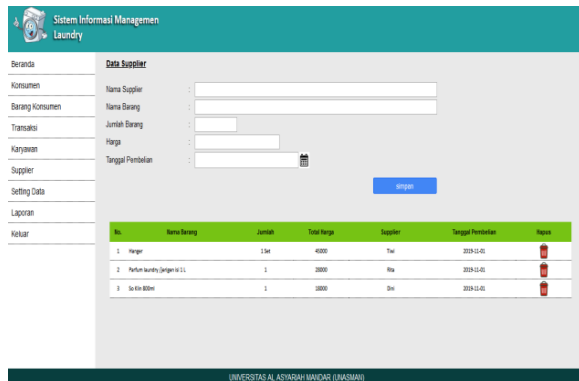 Sistem Informasi Managemen
Laundry
Beranda
Konsumen
Barang Konsumen
Transaksi
Karyawan
Supplier
Setting Data
Laporan
Keluar
Data Supplier
Nama Supplier :
Nama Barang :
Jumlah Barang :
Harga :
Tanggal Pembelian :
simpan
No. Nama Barang Jumlah Total Harga Supplier Tanggal Pembelian Hapus
1 Hanger 1 Set 45000 Tiwi 2019-11-01
2 Parfum laundry jerigen isi 1 L 1 28000 Rita 2019-11-01
3 So Klin 800ml 1 18000 Dini 2019-11-01
UNIVERSITAS AL ASYARIAH MANDAR (UNASMAN)